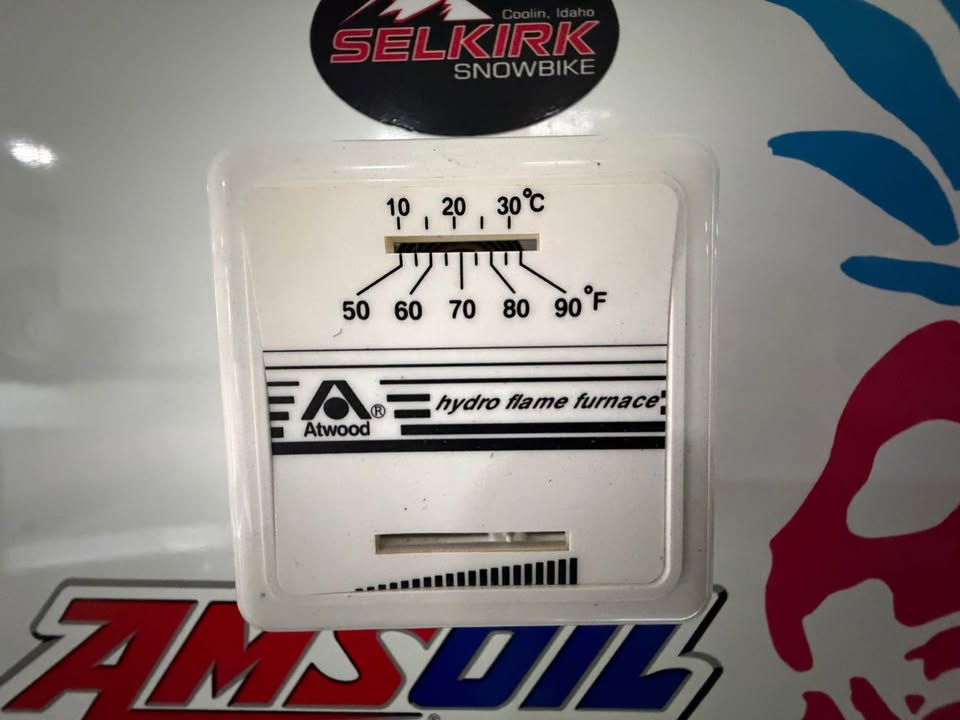 Coolin, Idaho
SELKIRK
SNOWBIKE
10 20 30°C
50 60 70 80 90°F
Atwood® hydro flame furnace
AMSOIL®